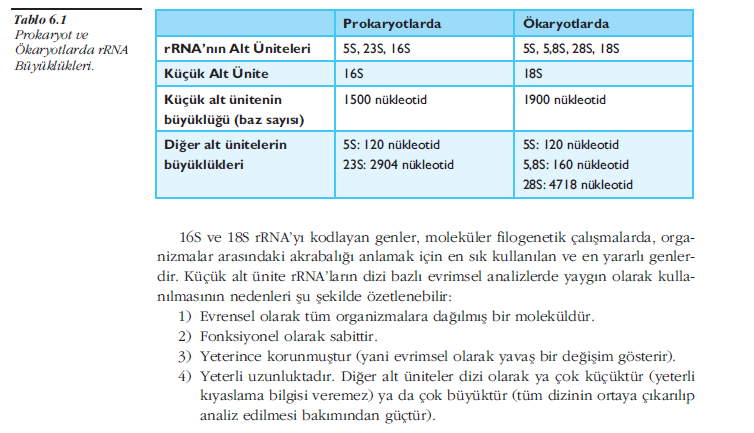 Tablo 6.1
Prokaryot ve
Ökaryotlarda rRNA
Büyüklükleri.
Prokaryotlarda Ökaryotlarda
rRNA'nın Alt Üniteleri 5S, 23S, 16S 5S, 5,8S, 28S, 18S
Küçük Alt Ünite 16S 18S
Küçük alt ünitenin 1500 nükleotid 1900 nükleotid
büyüklüğü (baz sayısı)
Diğer alt ünitelerin 5S: 120 nükleotid 5S: 120 nükleotid
büyüklükleri 23S: 2904 nükleotid 5,8S: 160 nükleotid
28S: 4718 nükleotid
16S ve 18S rRNA'yı kodlayan genler, moleküler filogenetik çalışmalarda, orga-
nizmalar arasındaki akrabalığı anlamak için en sık kullanılan ve en yararlı genler-
dir. Küçük alt ünite rRNA'ların dizi bazlı evrimsel analizlerde yaygın olarak kulla-
nılmasının nedenleri şu şekilde özetlenebilir:
1) Evrensel olarak tüm organizmalara dağılmış bir moleküldür.
2) Fonksiyonel olarak sabittir.
3) Yeterince korunmuştur (yani evrimsel olarak yavaş bir değişim gösterir).
4) Yeterli uzunluktadır. Diğer alt üniteler dizi olarak ya çok küçüktür (yeterli
kıyaslama bilgisi veremez) ya da çok büyüktür (tüm dizinin ortaya çıkarılıp
analiz edilmesi bakımından güçtür).